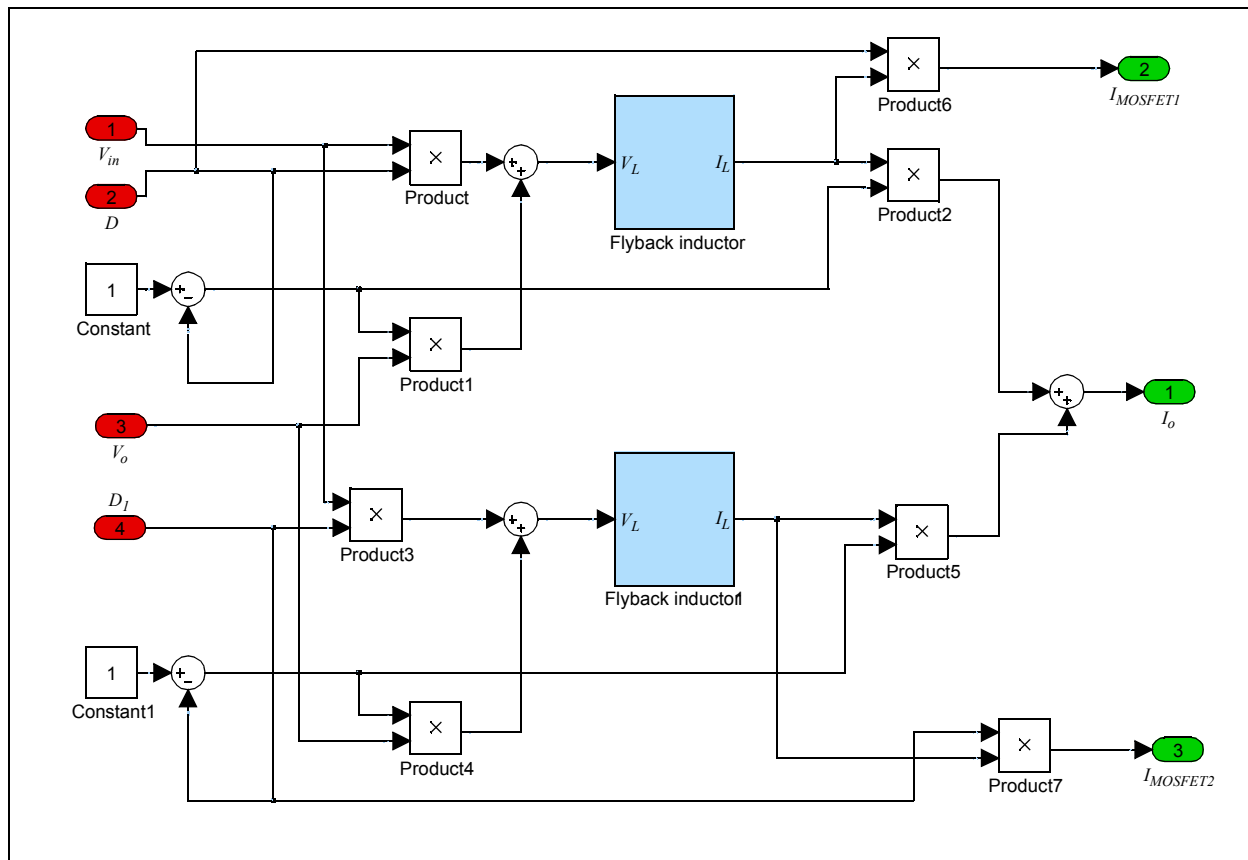 ×
Product6
2
I_MOSFET1
1
V_in
×
Product
+
+
V_L
I_L
Flyback inductor
×
Product2
2
D
1
Constant
+
−
×
Product1
3
V_o
+
+
1
I_o
D_1
4
×
Product3
+
+
V_L
I_L
Flyback inductor1
×
Product5
1
Constant1
+
−
×
Product4
×
Product7
3
I_MOSFET2